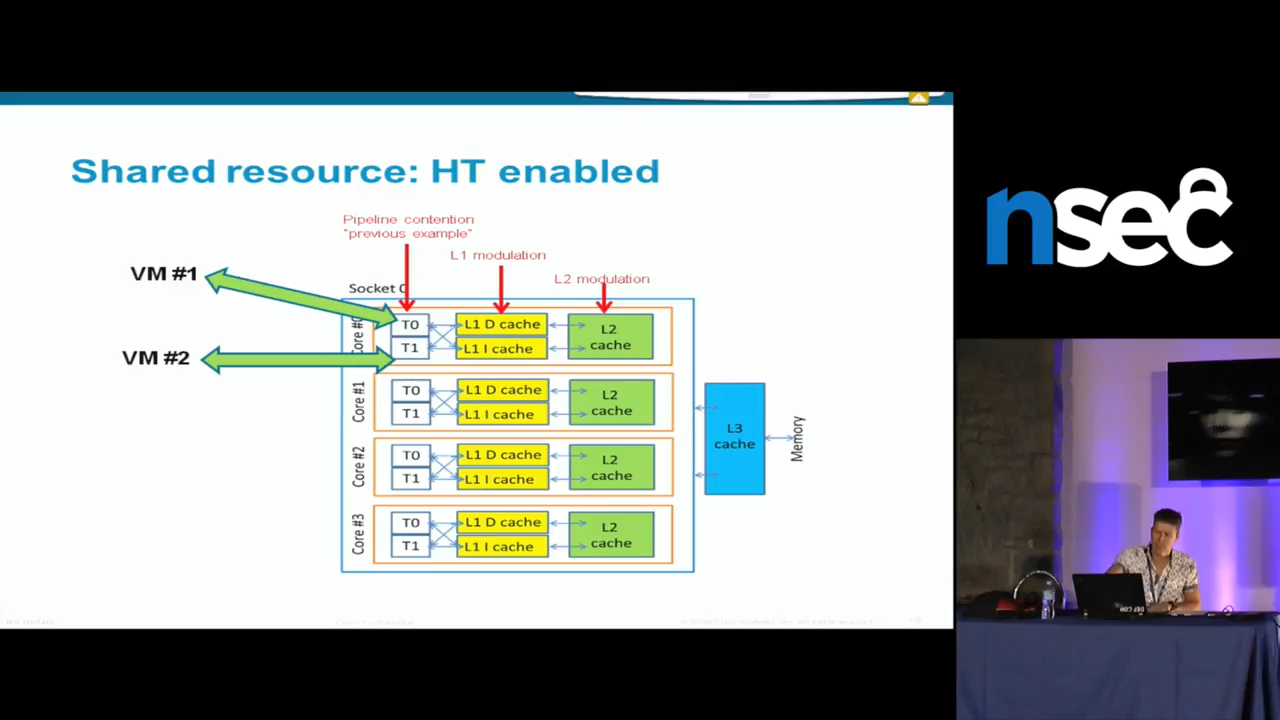 Shared resource: HT enabled
Pipeline contention
"previous example"
L1 modulation
L2 modulation
VM #1
VM #2
Socket 0
Core #0
T0
T1
L1 D cache
L1 I cache
L2
cache
Core #1
T0
T1
L1 D cache
L1 I cache
L2
cache
Core #2
T0
T1
L1 D cache
L1 I cache
L2
cache
Core #3
T0
T1
L1 D cache
L1 I cache
L2
cache
L3
cache
Memory
nsec
DEFCON